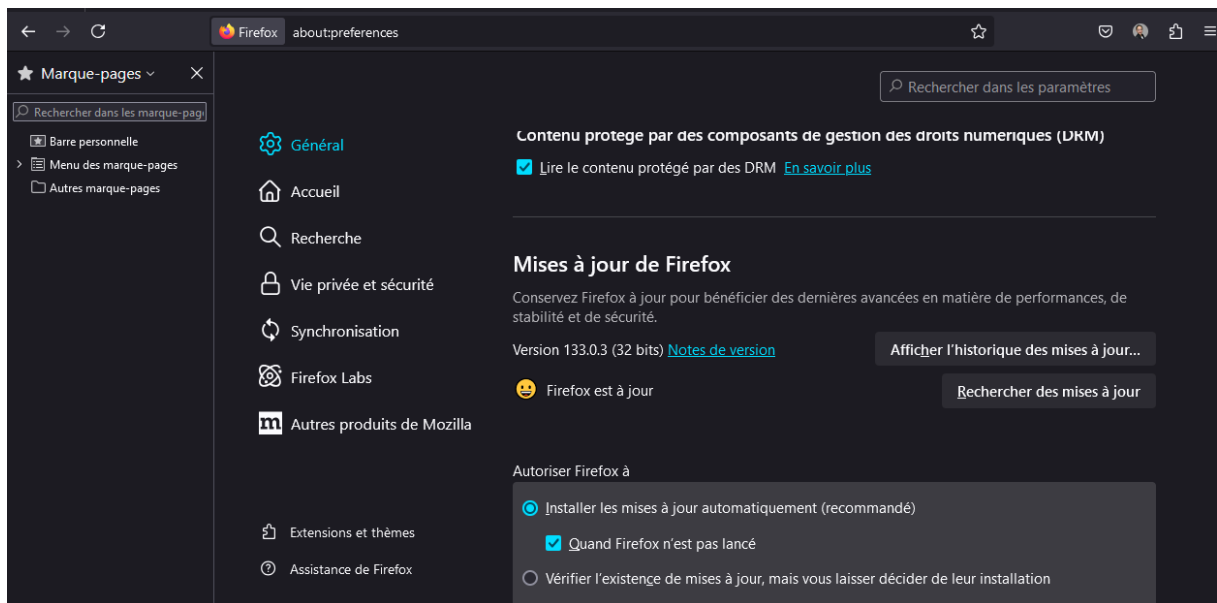 Firefox about:preferences
Marque-pages
Rechercher dans les marque-pag
Barre personnelle
Menu des marque-pages
Autres marque-pages
Rechercher dans les paramètres
Général
Accueil
Recherche
Vie privée et sécurité
Synchronisation
Firefox Labs
m Autres produits de Mozilla
Extensions et thèmes
Assistance de Firefox
Contenu protégé par des composants de gestion des droits numériques (DRM)
Lire le contenu protégé par des DRM En savoir plus
Mises à jour de Firefox
Conservez Firefox à jour pour bénéficier des dernières avancées en matière de performances, de
stabilité et de sécurité.
Version 133.0.3 (32 bits) Notes de version
Afficher l'historique des mises à jour...
Firefox est à jour
Rechercher des mises à jour
Autoriser Firefox à
Installer les mises à jour automatiquement (recommandé)
Quand Firefox n'est pas lancé
Vérifier l'existence de mises à jour, mais vous laisser décider de leur installation